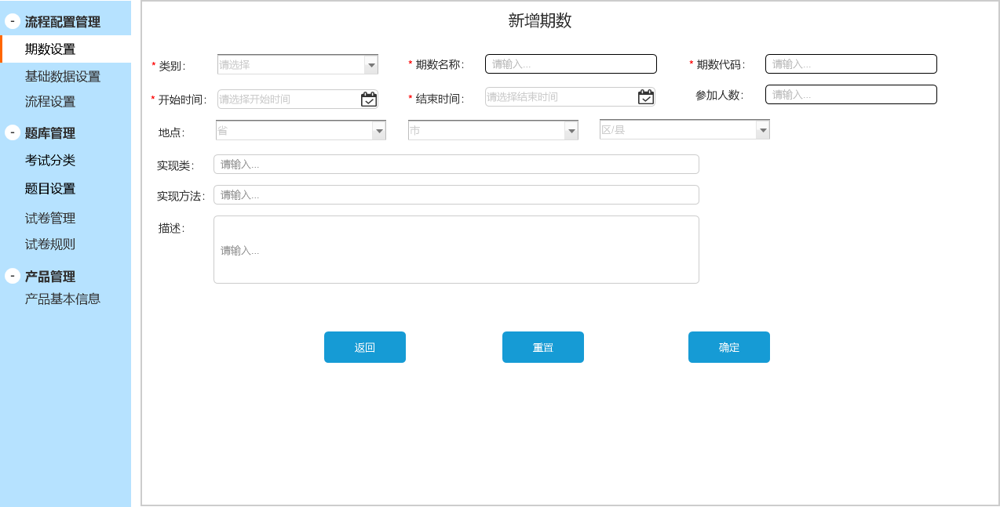 - 流程配置管理
期数设置
基础数据设置
流程设置
- 题库管理
考试分类
题目设置
试卷管理
试卷规则
- 产品管理
产品基本信息
新增期数
* 类别: 请选择 * 期数名称: 请输入... * 期数代码: 请输入...
* 开始时间: 请选择开始时间 * 结束时间: 请选择结束时间 参加人数: 请输入...
地点: 省 市 区/县
实现类: 请输入...
实现方法: 请输入...
描述: 请输入...
返回 重置 确定